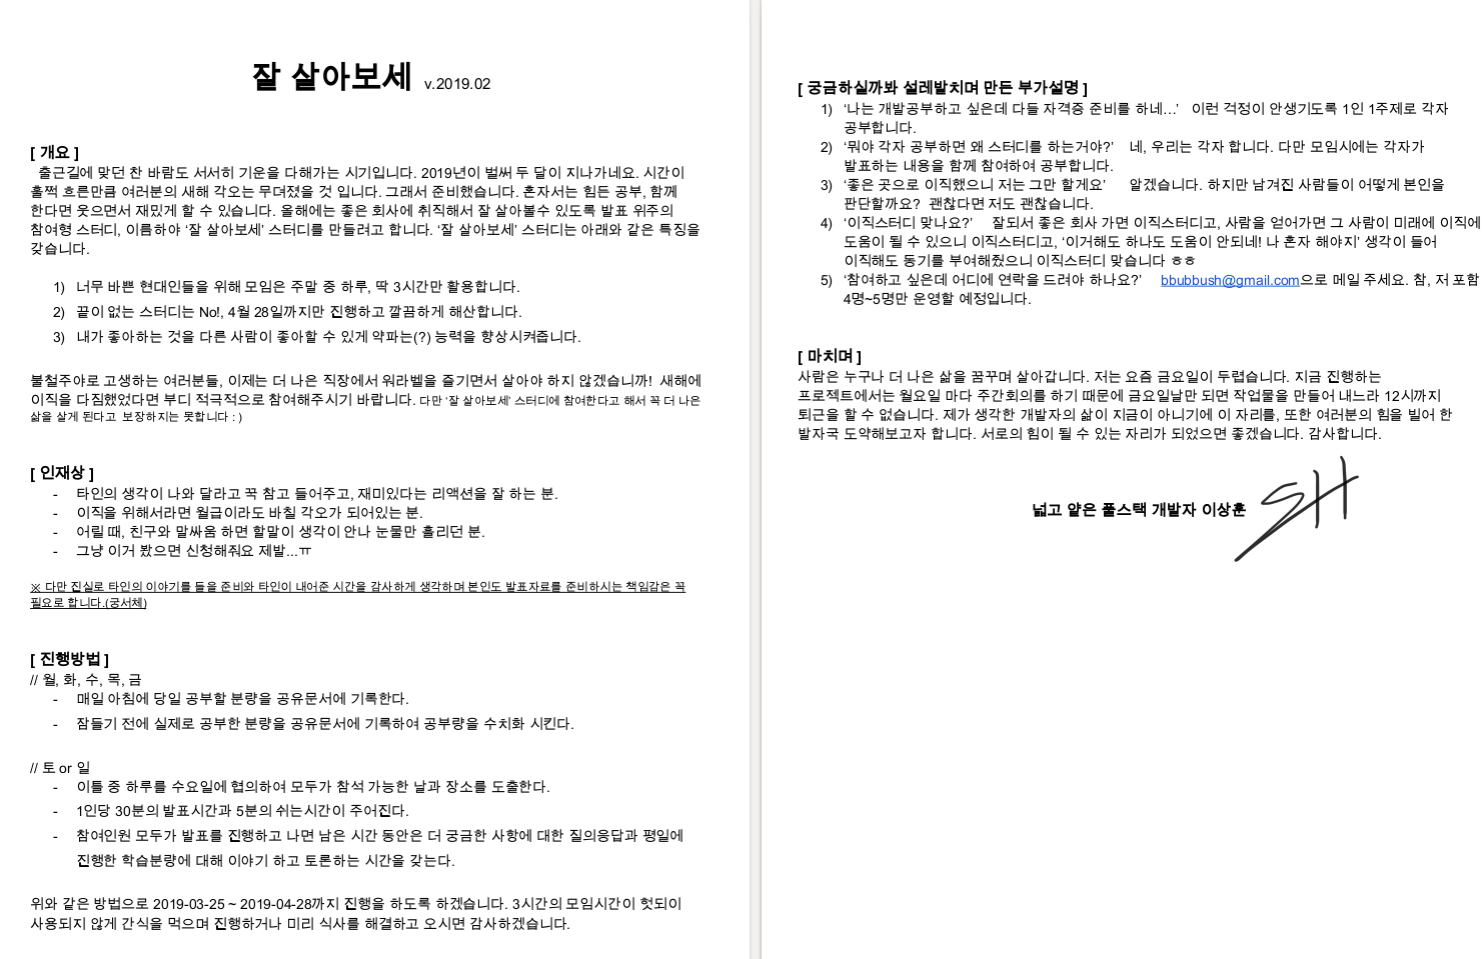 잘 살아보세 v.2019.02
[ 개요 ]
출근길에 맞던 찬 바람도 서서히 기운을 다해가는 시기입니다. 2019년이 벌써 두 달이 지나가네요. 시간이
훌쩍 흐른만큼 여러분의 새해 각오는 무뎌졌을 것 입니다. 그래서 준비했습니다. 혼자서는 힘든 공부, 함께
한다면 웃으면서 재밌게 할 수 있습니다. 올해에는 좋은 회사에 취직해서 잘 살아볼수 있도록 발표 위주의
참여형 스터디, 이름하야 ‘잘 살아보세’ 스터디를 만들려고 합니다. ‘잘 살아보세’ 스터디는 아래와 같은 특징을
갖습니다.
1) 너무 바쁜 현대인들을 위해 모임은 주말 중 하루, 딱 3시간만 활용합니다.
2) 끝이 없는 스터디는 No!, 4월 28일까지만 진행하고 깔끔하게 해산합니다.
3) 내가 좋아하는 것을 다른 사람이 좋아할 수 있게 약파는(?) 능력을 향상시켜줍니다.
불철주야로 고생하는 여러분들, 이제는 더 나은 직장에서 워라벨을 즐기면서 살아야 하지 않겠습니까! 새해에
이직을 다짐했었다면 부디 적극적으로 참여해주시기 바랍니다. 다만 ‘잘 살아보세’ 스터디에 참여한다고 해서 꼭 더 나은
삶을 살게 된다고 보장하지는 못합니다 : )
[ 인재상 ]
- 타인의 생각이 나와 달라고 꾹 참고 들어주고, 재미있다는 리액션을 잘 하는 분.
- 이직을 위해서라면 월급이라도 바칠 각오가 되어있는 분.
- 어릴 때, 친구와 말싸움 하면 할말이 생각이 안나 눈물만 흘리던 분.
- 그냥 이거 봤으면 신청해줘요 제발...ㅠ
※ 다만 진실로 타인의 이야기를 들을 준비와 타인이 내어준 시간을 감사하게 생각하며 본인도 발표자료를 준비하시는 책임감은 꼭
필요로 합니다.(궁서체)
[ 진행방법 ]
// 월, 화, 수, 목, 금
- 매일 아침에 당일 공부할 분량을 공유문서에 기록한다.
- 잠들기 전에 실제로 공부한 분량을 공유문서에 기록하여 공부량을 수치화 시킨다.
// 토 or 일
- 이틀 중 하루를 수요일에 협의하여 모두가 참석 가능한 날과 장소를 도출한다.
- 1인당 30분의 발표시간과 5분의 쉬는시간이 주어진다.
- 참여인원 모두가 발표를 진행하고 나면 남은 시간 동안은 더 궁금한 사항에 대한 질의응답과 평일에
진행한 학습분량에 대해 이야기 하고 토론하는 시간을 갖는다.
위와 같은 방법으로 2019-03-25 ~ 2019-04-28까지 진행을 하도록 하겠습니다. 3시간의 모임시간이 헛되이
사용되지 않게 간식을 먹으며 진행하거나 미리 식사를 해결하고 오시면 감사하겠습니다.
[ 궁금하실까봐 설레발치며 만든 부가설명 ]
1) ‘나는 개발공부하고 싶은데 다들 자격증 준비를 하네...’ 이런 걱정이 안생기도록 1인 1주제로 각자
공부합니다.
2) ‘뭐야 각자 공부하면 왜 스터디를 하는거야?’ 네, 우리는 각자 합니다. 다만 모임시에는 각자가
발표하는 내용을 함께 참여하여 공부합니다.
3) ‘좋은 곳으로 이직했으니 저는 그만 할게요’ 알겠습니다. 하지만 남겨진 사람들이 어떻게 본인을
판단할까요? 괜찮다면 저도 괜찮습니다.
4) ‘이직스터디 맞나요?’ 잘되서 좋은 회사 가면 이직스터디고, 사람을 얻어가면 그 사람이 미래에 이직에
도움이 될 수 있으니 이직스터디고, ‘이거해도 하나도 도움이 안되네! 나 혼자 해야지’ 생각이 들어
이직해도 동기를 부여해줬으니 이직스터디 맞습니다 ㅎㅎ
5) ‘참여하고 싶은데 어디에 연락을 드려야 하나요?’ bbubbush@gmail.com으로 메일 주세요. 참, 저 포함
4명~5명만 운영할 예정입니다.
[ 마치며 ]
사람은 누구나 더 나은 삶을 꿈꾸며 살아갑니다. 저는 요즘 금요일이 두렵습니다. 지금 진행하는
프로젝트에서는 월요일 마다 주간회의를 하기 때문에 금요일날만 되면 작업물을 만들어 내느라 12시까지
퇴근을 할 수 없습니다. 제가 생각한 개발자의 삶이 지금이 아니기에 이 자리를, 또한 여러분의 힘을 빌어 한
발자국 도약해보고자 합니다. 서로의 힘이 될 수 있는 자리가 되었으면 좋겠습니다. 감사합니다.
넓고 얕은 풀스택 개발자 이상훈 SH